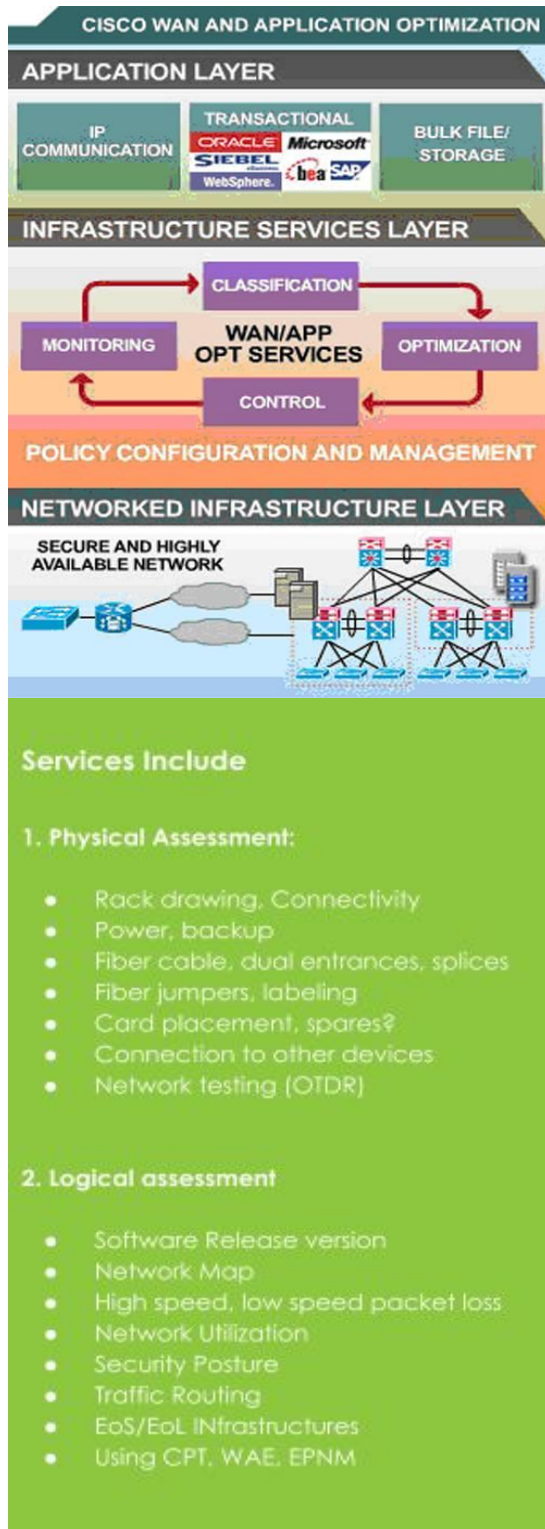 CISCO WAN AND APPLICATION OPTIMIZATION
APPLICATION LAYER
IP
COMMUNICATION
TRANSACTIONAL
ORACLE Microsoft
SIEBEL
WebSphere. bea SAP
BULK FILE/
STORAGE
INFRASTRUCTURE SERVICES LAYER
CLASSIFICATION
MONITORING
WAN/APP
OPT SERVICES
OPTIMIZATION
CONTROL
POLICY CONFIGURATION AND MANAGEMENT
NETWORKED INFRASTRUCTURE LAYER
SECURE AND HIGHLY
AVAILABLE NETWORK
Services Include
1. Physical Assessment:
● Rack drawing, Connectivity
● Power, backup
● Fiber cable, dual entrances, splices
● Fiber jumpers, labeling
● Card placement, spares?
● Connection to other devices
● Network testing (OTDR)
2. Logical assessment
● Software Release version
● Network Map
● High speed, low speed packet loss
● Network Utilization
● Security Posture
● Traffic Routing
● EoS/EoL INfrastructures
● Using CPT, WAE, EPNM